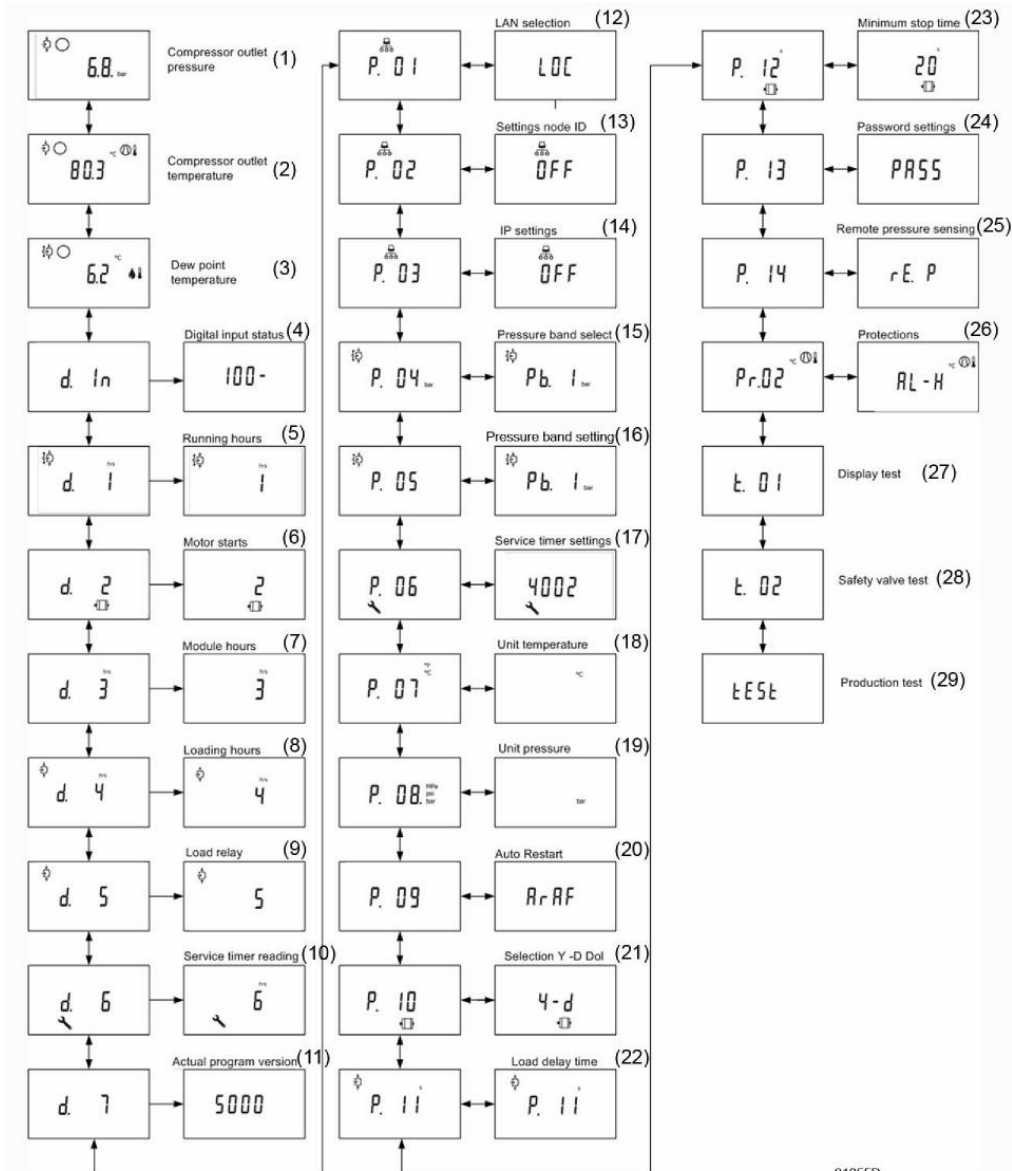 6.8. bar
Compressor outlet
pressure
(1)
80.3 °C
Compressor outlet
temperature
(2)
6.2 °C
Dew point
temperature
(3)
d. In
Digital input status (4)
100-
d. 1 hrs
Running hours (5)
1 hrs
d. 2
Motor starts (6)
2
d. 3 hrs
Module hours (7)
3 hrs
d. 4 hrs
Loading hours (8)
4 hrs
d. 5
Load relay (9)
5
d. 6
Service timer reading (10)
6 hrs
d. 7
Actual program version (11)
5000
P. 01
LAN selection (12)
LOC
P. 02
Settings node ID (13)
OFF
P. 03
IP settings (14)
OFF
P. 04 bar
Pressure band select (15)
Pb. 1 bar
P. 05
Pressure band setting (16)
Pb. 1 bar
P. 06
Service timer settings (17)
4002
P. 07 °F °C
Unit temperature (18)
°C
P. 08. MPa psi bar
Unit pressure (19)
bar
P. 09
Auto Restart (20)
ArAF
P. 10
Selection Y -D Dol (21)
Y-d
P. 11 s
Load delay time (22)
P. 11 s
P. 12 s
Minimum stop time (23)
20 s
P. 13
Password settings (24)
PASS
P. 14
Remote pressure sensing (25)
rE. P
Pr.02 °C
Protections (26)
AL-H °C
t. 01
Display test (27)
t. 02
Safety valve test (28)
tESt
Production test (29)